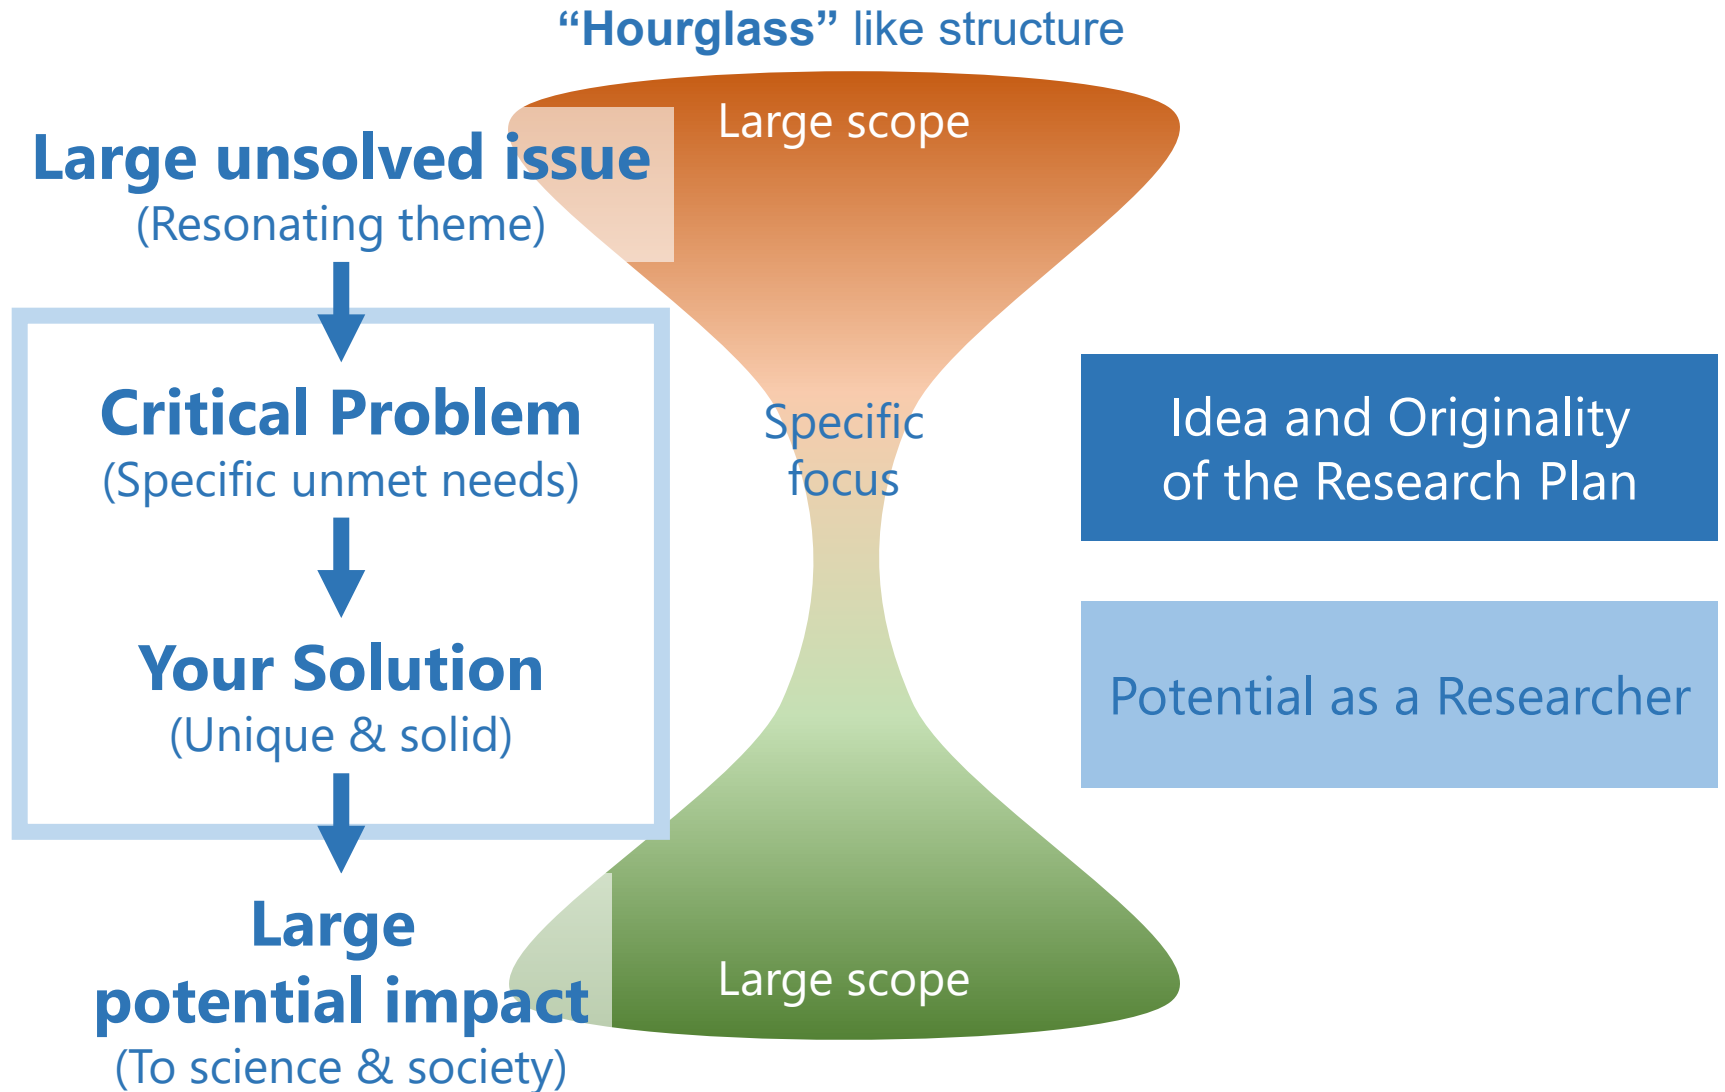 “Hourglass” like structure
Large scope
Large unsolved issue
(Resonating theme)
Critical Problem
(Specific unmet needs)
Specific
focus
Idea and Originality
of the Research Plan
Your Solution
(Unique & solid)
Potential as a Researcher
Large
potential impact
(To science & society)
Large scope